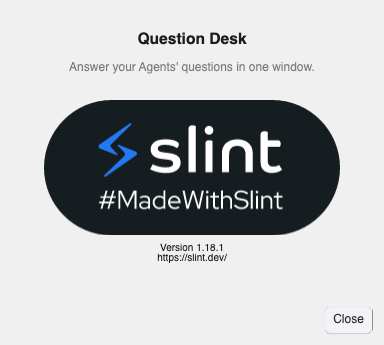 Question Desk
Answer your Agents' questions in one window.
slint
#MadeWithSlint
Version 1.18.1
https://slint.dev/
Close